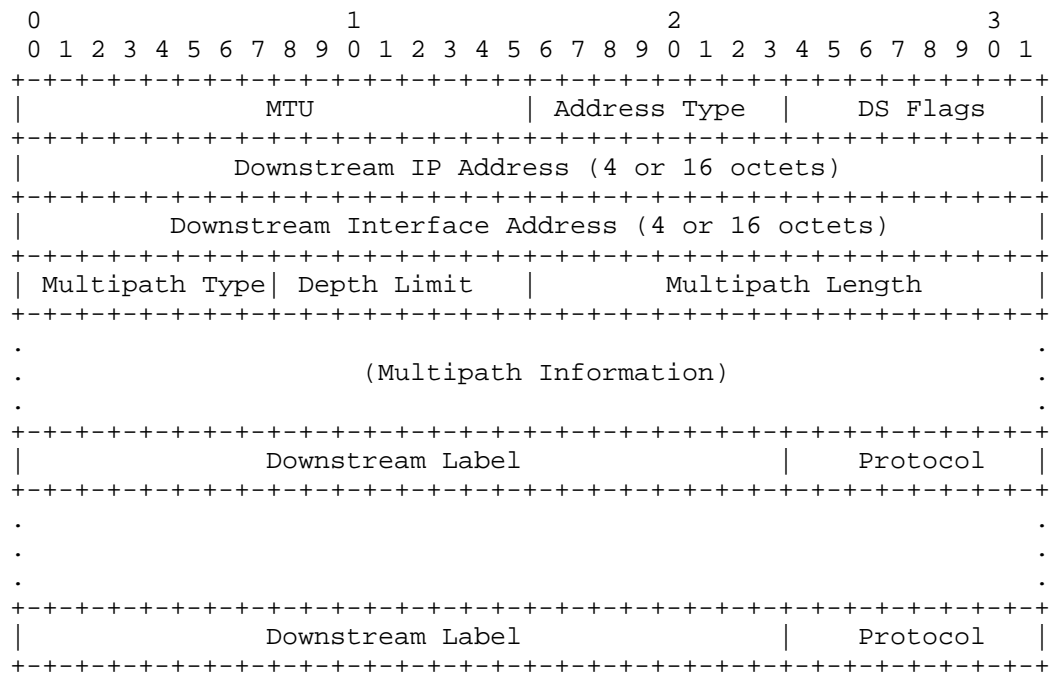 0                   1                   2                   3
 0 1 2 3 4 5 6 7 8 9 0 1 2 3 4 5 6 7 8 9 0 1 2 3 4 5 6 7 8 9 0 1
+-+-+-+-+-+-+-+-+-+-+-+-+-+-+-+-+-+-+-+-+-+-+-+-+-+-+-+-+-+-+-+-+
|               MTU             | Address Type  |    DS Flags   |
+-+-+-+-+-+-+-+-+-+-+-+-+-+-+-+-+-+-+-+-+-+-+-+-+-+-+-+-+-+-+-+-+
|             Downstream IP Address (4 or 16 octets)            |
+-+-+-+-+-+-+-+-+-+-+-+-+-+-+-+-+-+-+-+-+-+-+-+-+-+-+-+-+-+-+-+-+
|         Downstream Interface Address (4 or 16 octets)         |
+-+-+-+-+-+-+-+-+-+-+-+-+-+-+-+-+-+-+-+-+-+-+-+-+-+-+-+-+-+-+-+-+
| Multipath Type| Depth Limit   |        Multipath Length       |
+-+-+-+-+-+-+-+-+-+-+-+-+-+-+-+-+-+-+-+-+-+-+-+-+-+-+-+-+-+-+-+-+
.                                                               .
.                     (Multipath Information)                   .
.                                                               .
+-+-+-+-+-+-+-+-+-+-+-+-+-+-+-+-+-+-+-+-+-+-+-+-+-+-+-+-+-+-+-+-+
|               Downstream Label                |    Protocol   |
+-+-+-+-+-+-+-+-+-+-+-+-+-+-+-+-+-+-+-+-+-+-+-+-+-+-+-+-+-+-+-+-+
.                                                               .
.                                                               .
.                                                               .
+-+-+-+-+-+-+-+-+-+-+-+-+-+-+-+-+-+-+-+-+-+-+-+-+-+-+-+-+-+-+-+-+
|               Downstream Label                |    Protocol   |
+-+-+-+-+-+-+-+-+-+-+-+-+-+-+-+-+-+-+-+-+-+-+-+-+-+-+-+-+-+-+-+-+